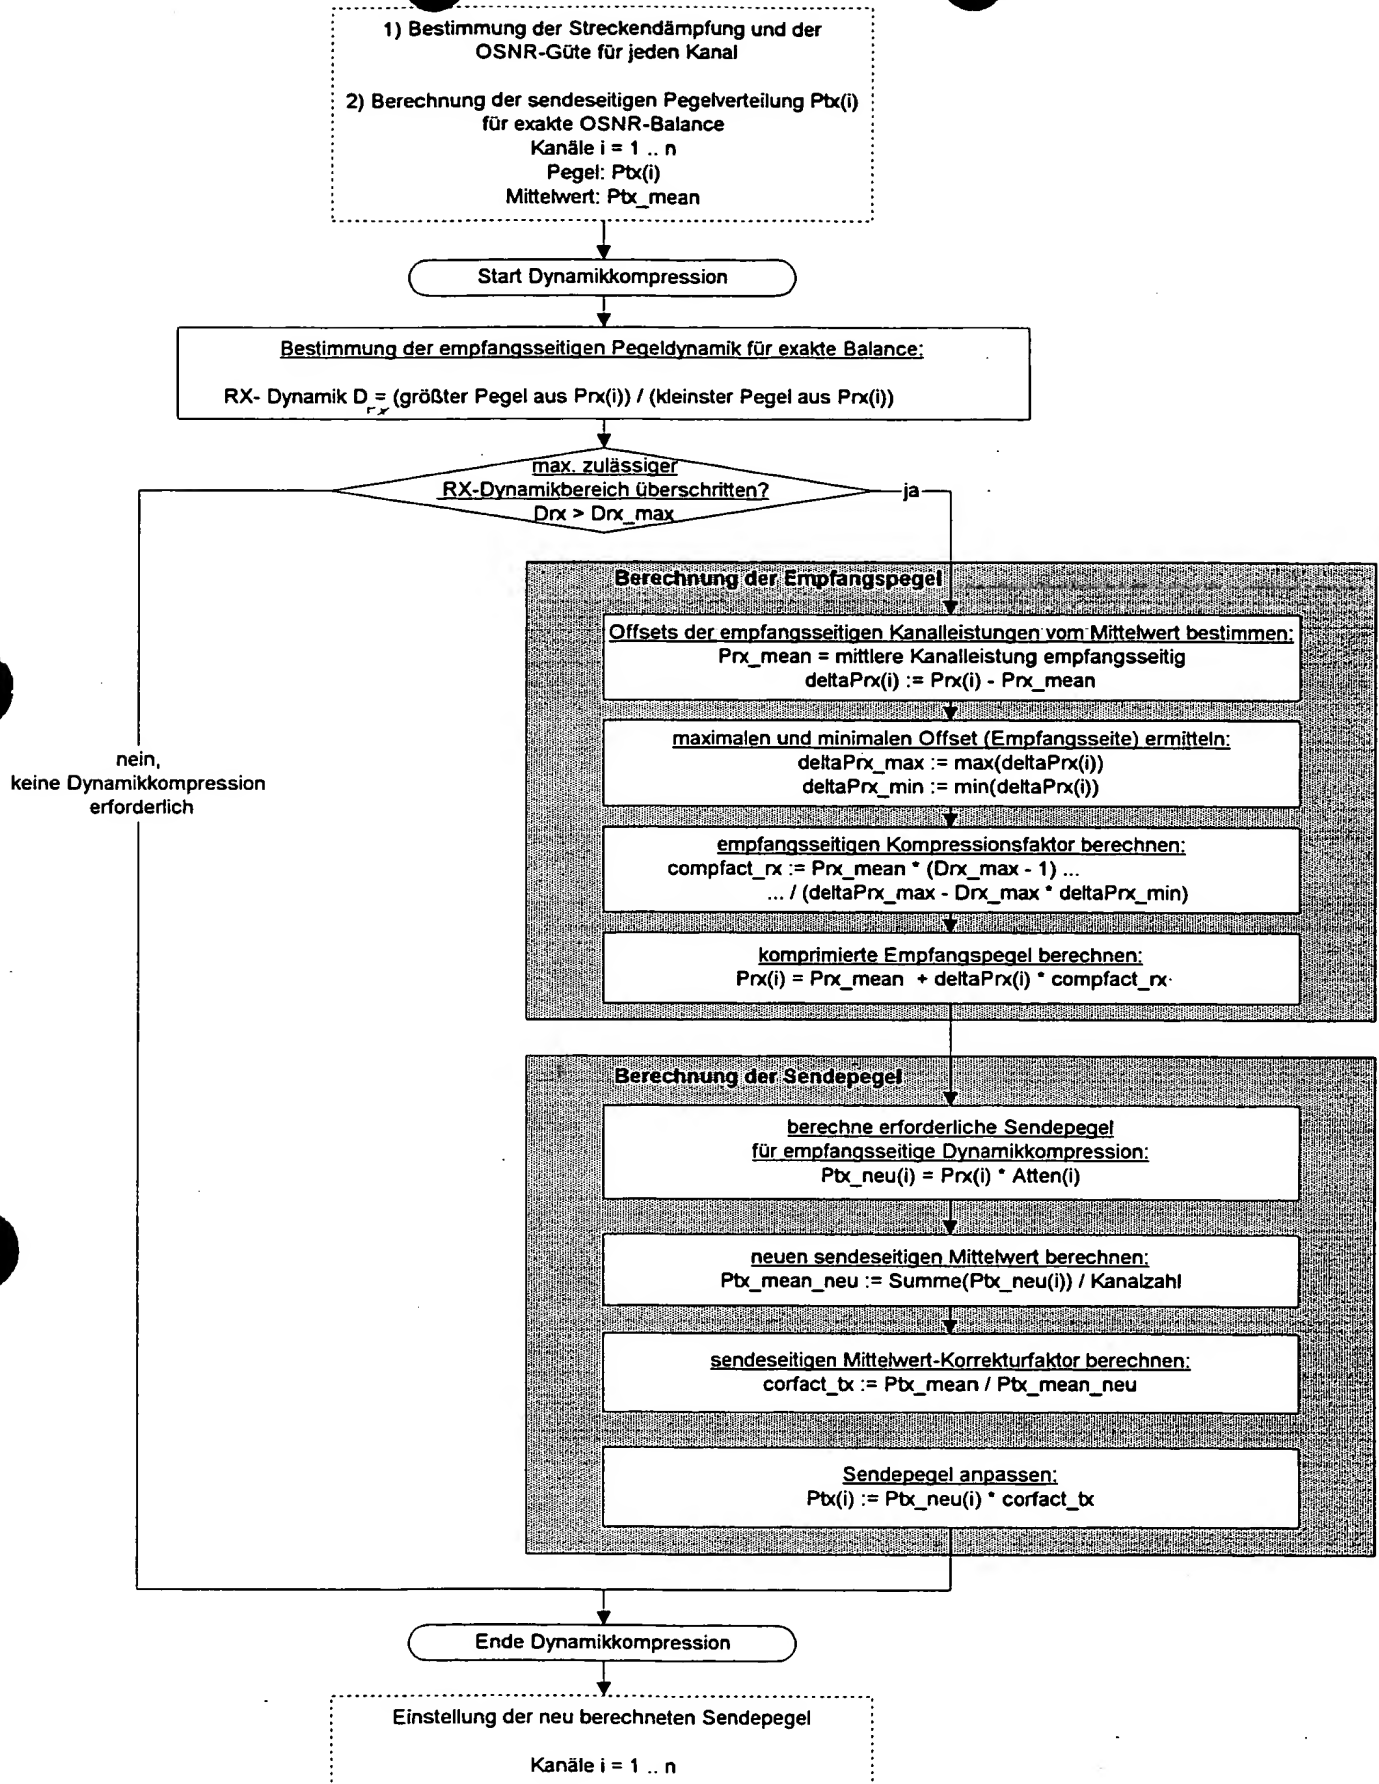 1) Bestimmung der Streckendämpfung und der
OSNR-Güte für jeden Kanal
2) Berechnung der sendeseitigen Pegelverteilung Ptx(i)
für exakte OSNR-Balance
Kanäle i = 1 .. n
Pegel: Ptx(i)
Mittelwert: Ptx_mean
Start Dynamikkompression
Bestimmung der empfangsseitigen Pegeldynamik für exakte Balance:
RX- Dynamik D = (größter Pegel aus Prx(i)) / (kleinster Pegel aus Prx(i))
rx
max. zulässiger
RX-Dynamikbereich überschritten?
Drx > Drx_max
ja
nein,
keine Dynamikkompression
erforderlich
Berechnung der Empfangspegel
Offsets der empfangsseitigen Kanalleistungen vom Mittelwert bestimmen:
Prx_mean = mittlere Kanalleistung empfangsseitig
deltaPrx(i) := Prx(i) - Prx_mean
maximalen und minimalen Offset (Empfangsseite) ermitteln:
deltaPrx_max := max(deltaPrx(i))
deltaPrx_min := min(deltaPrx(i))
empfangsseitigen Kompressionsfaktor berechnen:
compfact_rx := Prx_mean * (Drx_max - 1) ...
... / (deltaPrx_max - Drx_max * deltaPrx_min)
komprimierte Empfangspegel berechnen:
Prx(i) = Prx_mean + deltaPrx(i) * compfact_rx
Berechnung der Sendepegel
berechne erforderliche Sendepegel
für empfangsseitige Dynamikkompression:
Ptx_neu(i) = Prx(i) * Atten(i)
neuen sendeseitigen Mittelwert berechnen:
Ptx_mean_neu := Summe(Ptx_neu(i)) / Kanalzahl
sendeseitigen Mittelwert-Korrekturfaktor berechnen:
corfact_tx := Ptx_mean / Ptx_mean_neu
Sendepegel anpassen:
Ptx(i) := Ptx_neu(i) * corfact_tx
Ende Dynamikkompression
Einstellung der neu berechneten Sendepegel
Kanäle i = 1 .. n